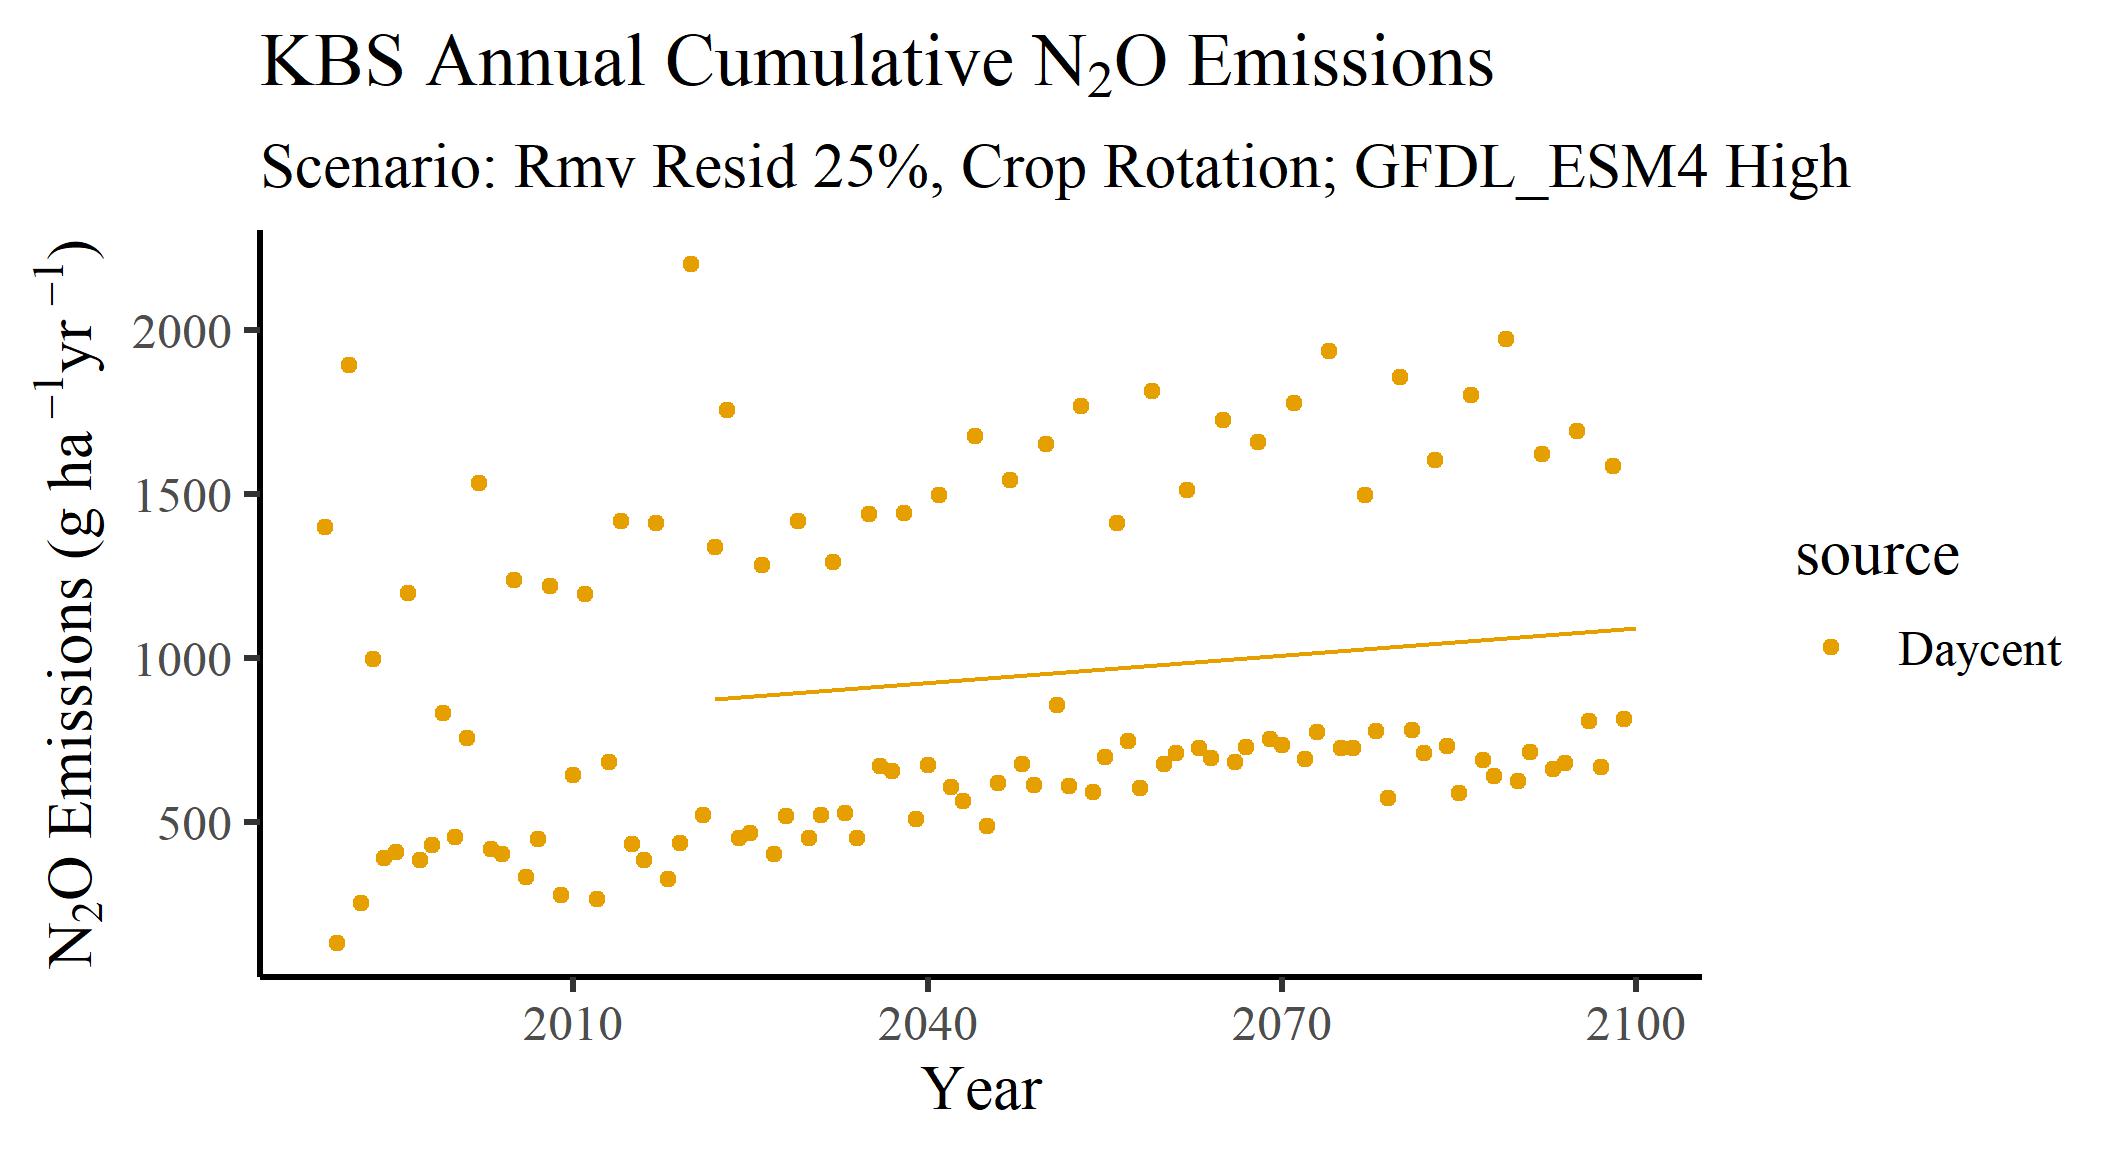 KBS Annual Cumulative N₂O Emissions
Scenario: Rmv Resid 25%, Crop Rotation; GFDL_ESM4 High
N₂O Emissions (g ha ⁻¹yr ⁻¹)
2000
1500
1000
500
2010 2040 2070 2100
Year
source
Daycent